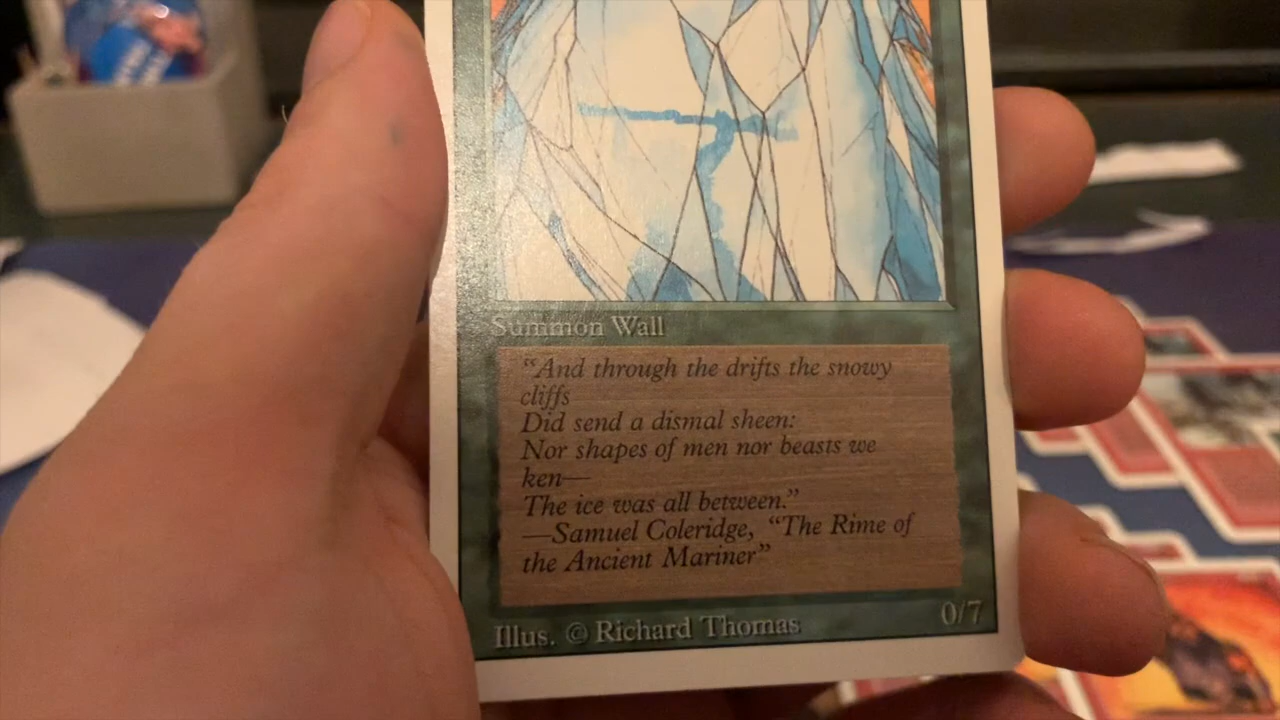 Summon Wall
“And through the drifts the snowy
cliffs
Did send a dismal sheen:
Nor shapes of men nor beasts we
ken—
The ice was all between.”
—Samuel Coleridge, “The Rime of
the Ancient Mariner”
Illus. © Richard Thomas
0/7